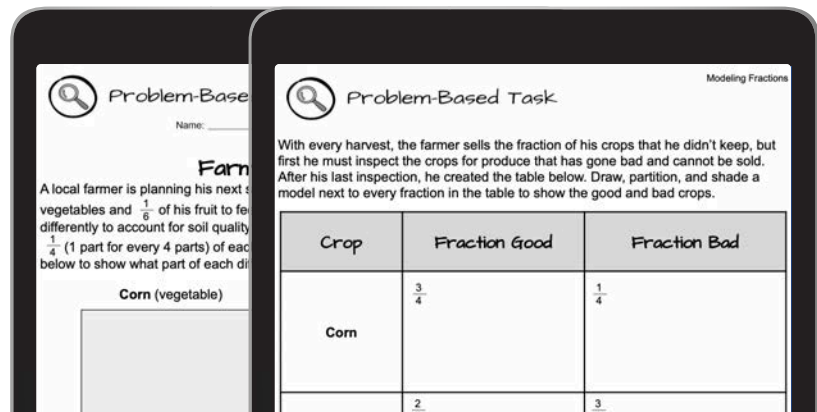 Problem-Base
Name:
Farm
A local farmer is planning his next
vegetables and 1/6 of his fruit to fe
differently to account for soil quality
1/4 (1 part for every 4 parts) of eac
below to show what part of each di
Corn (vegetable)
Modeling Fractions
Problem-Based Task
With every harvest, the farmer sells the fraction of his crops that he didn't keep, but
first he must inspect the crops for produce that has gone bad and cannot be sold.
After his last inspection, he created the table below. Draw, partition, and shade a
model next to every fraction in the table to show the good and bad crops.
Crop Fraction Good Fraction Bad
Corn 3/4 1/4
2 3